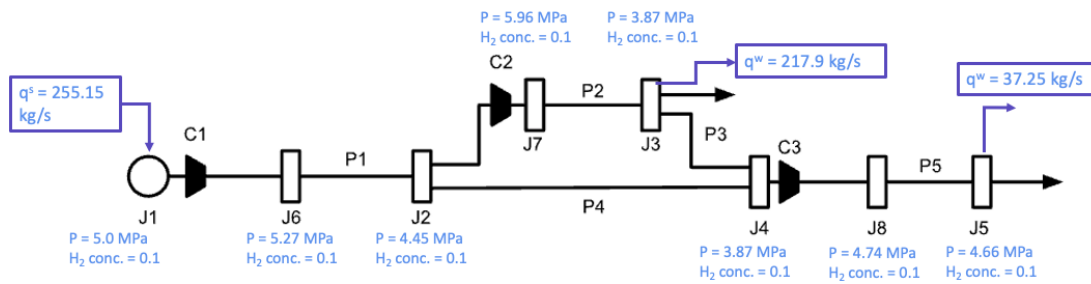 P = 5.96 MPa
H₂ conc. = 0.1
P = 3.87 MPa
H₂ conc. = 0.1
C2
qʷ = 217.9 kg/s
qʷ = 37.25 kg/s
qˢ = 255.15
kg/s
P2
C1
J7
J3
P3
C3
P1
P5
P4
J1
J6
J2
J4
J8
J5
P = 5.0 MPa
H₂ conc. = 0.1
P = 5.27 MPa
H₂ conc. = 0.1
P = 4.45 MPa
H₂ conc. = 0.1
P = 3.87 MPa
H₂ conc. = 0.1
P = 4.74 MPa
H₂ conc. = 0.1
P = 4.66 MPa
H₂ conc. = 0.1